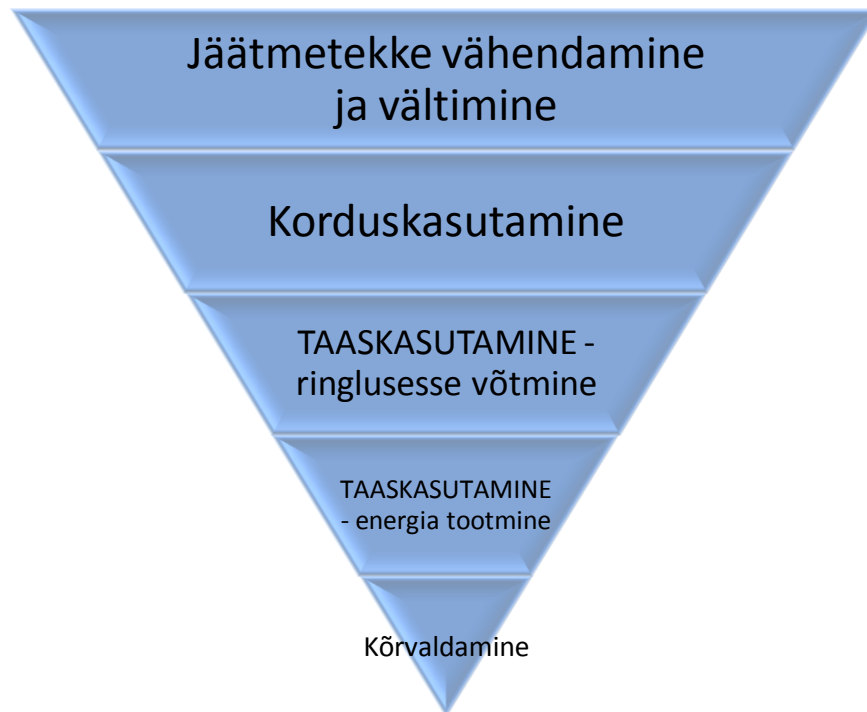 Jäätmetekke vähendamine
ja vältimine
Korduskasutamine
TAASKASUTAMINE -
ringlusesse võtmine
TAASKASUTAMINE
- energia tootmine
Kõrvaldamine